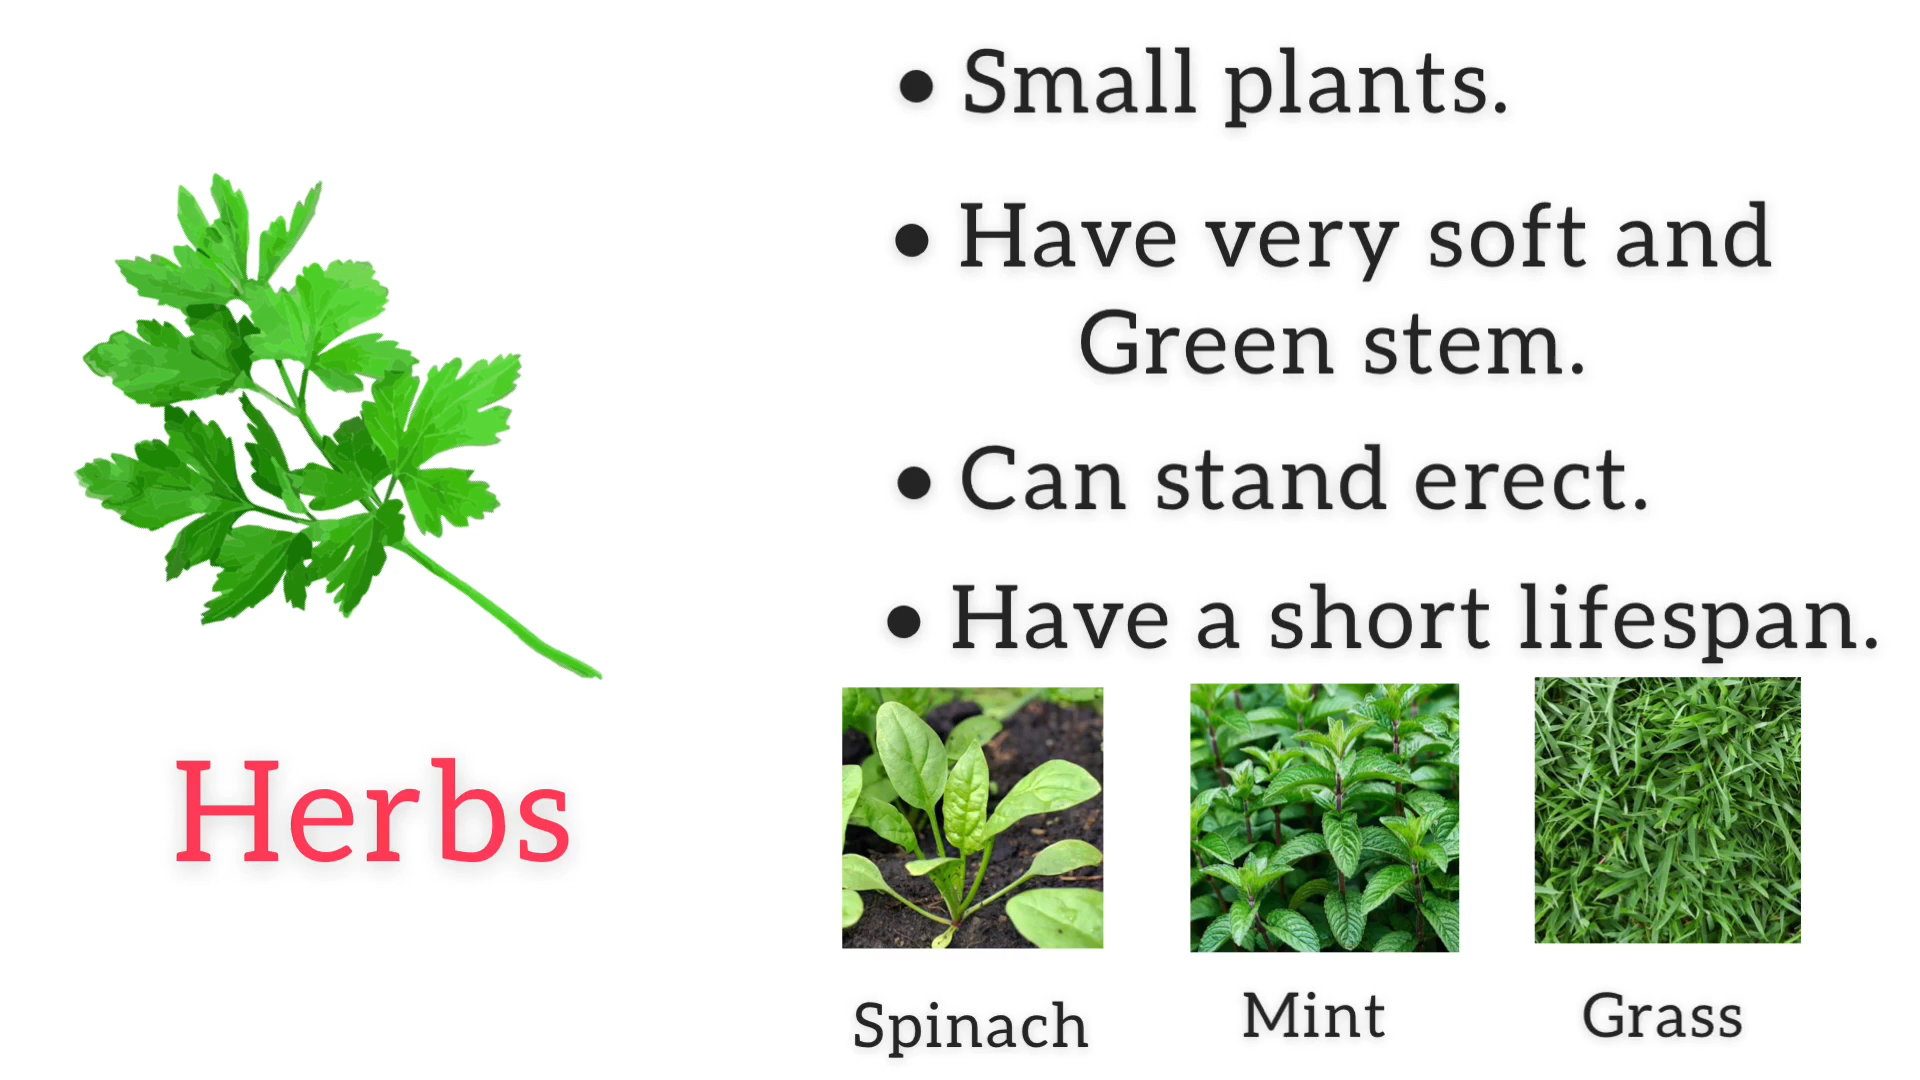 • Small plants.
• Have very soft and
Green stem.
• Can stand erect.
• Have a short lifespan.
Herbs
Spinach
Mint
Grass